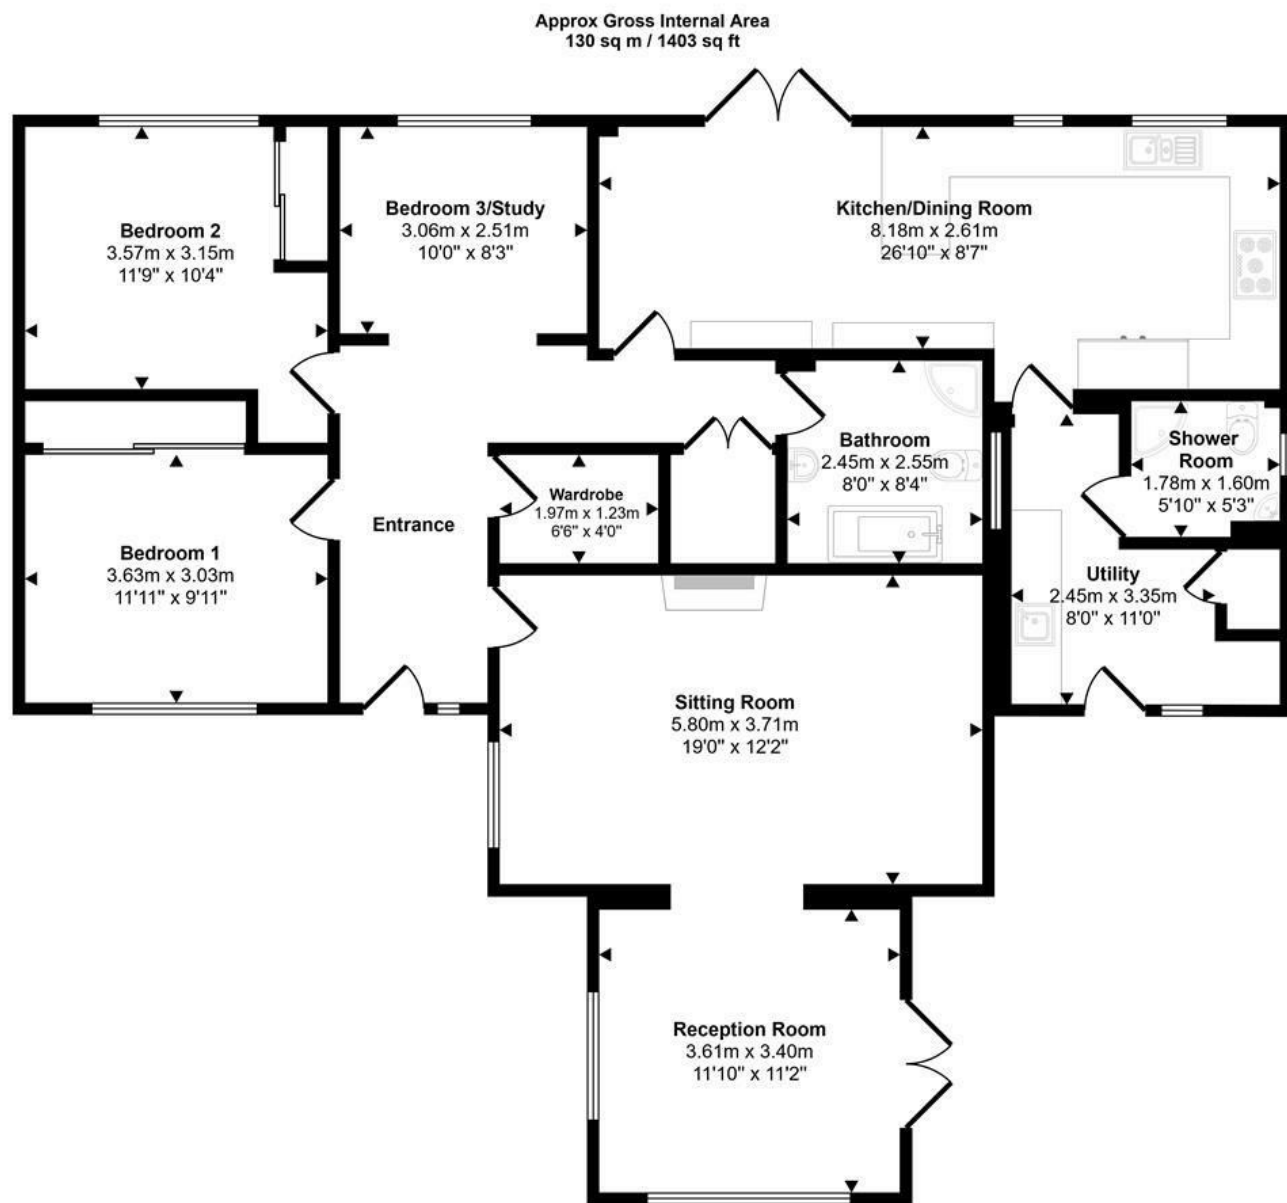 Approx Gross Internal Area
130 sq m / 1403 sq ft
Bedroom 2
3.57m x 3.15m
11'9" x 10'4"
Bedroom 3/Study
3.06m x 2.51m
10'0" x 8'3"
Kitchen/Dining Room
8.18m x 2.61m
26'10" x 8'7"
Bedroom 1
3.63m x 3.03m
11'11" x 9'11"
Entrance
Wardrobe
1.97m x 1.23m
6'6" x 4'0"
Bathroom
2.45m x 2.55m
8'0" x 8'4"
Shower
Room
1.78m x 1.60m
5'10" x 5'3"
Utility
2.45m x 3.35m
8'0" x 11'0"
Sitting Room
5.80m x 3.71m
19'0" x 12'2"
Reception Room
3.61m x 3.40m
11'10" x 11'2"